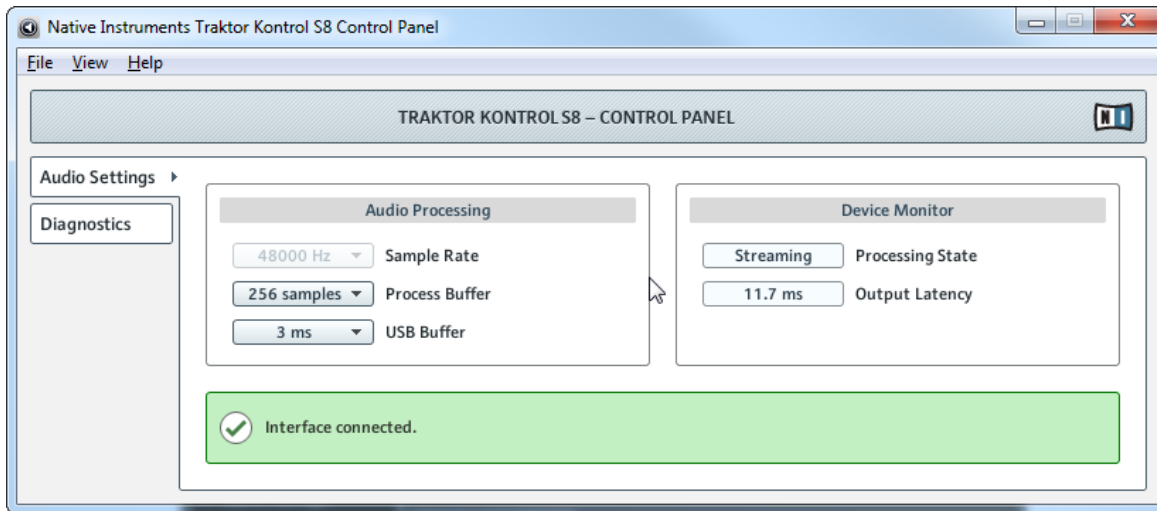 Native Instruments Traktor Kontrol S8 Control Panel
File View Help
TRAKTOR KONTROL S8 – CONTROL PANEL
NI
Audio Settings
Diagnostics
Audio Processing
48000 Hz Sample Rate
256 samples Process Buffer
3 ms USB Buffer
Device Monitor
Streaming Processing State
11.7 ms Output Latency
Interface connected.